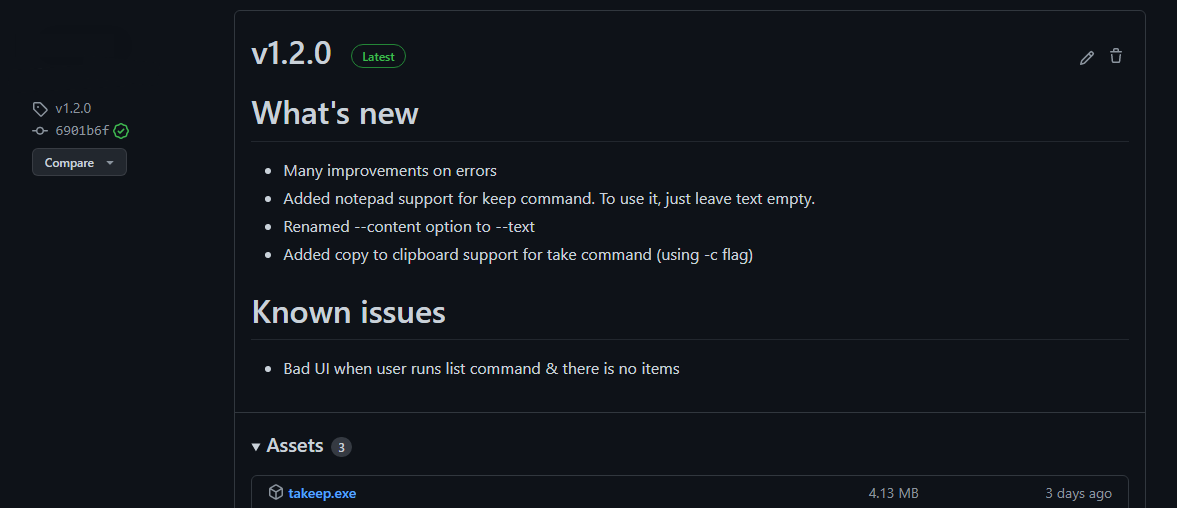 v1.2.0
6901b6f
Compare
v1.2.0 Latest
What's new
Many improvements on errors
Added notepad support for keep command. To use it, just leave text empty.
Renamed --content option to --text
Added copy to clipboard support for take command (using -c flag)
Known issues
Bad UI when user runs list command & there is no items
Assets 3
takeep.exe 4.13 MB 3 days ago